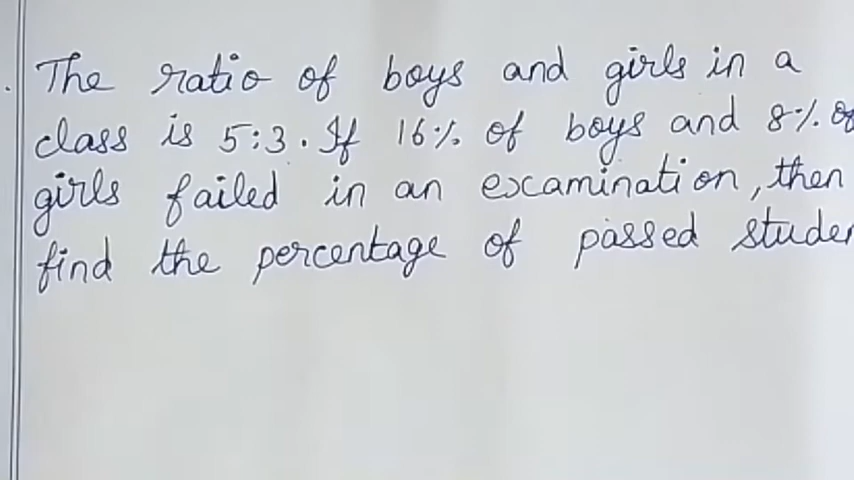 The ratio of boys and girls in a
class is 5:3. If 16% of boys and 8% of
girls failed in an examination, then
find the percentage of passed